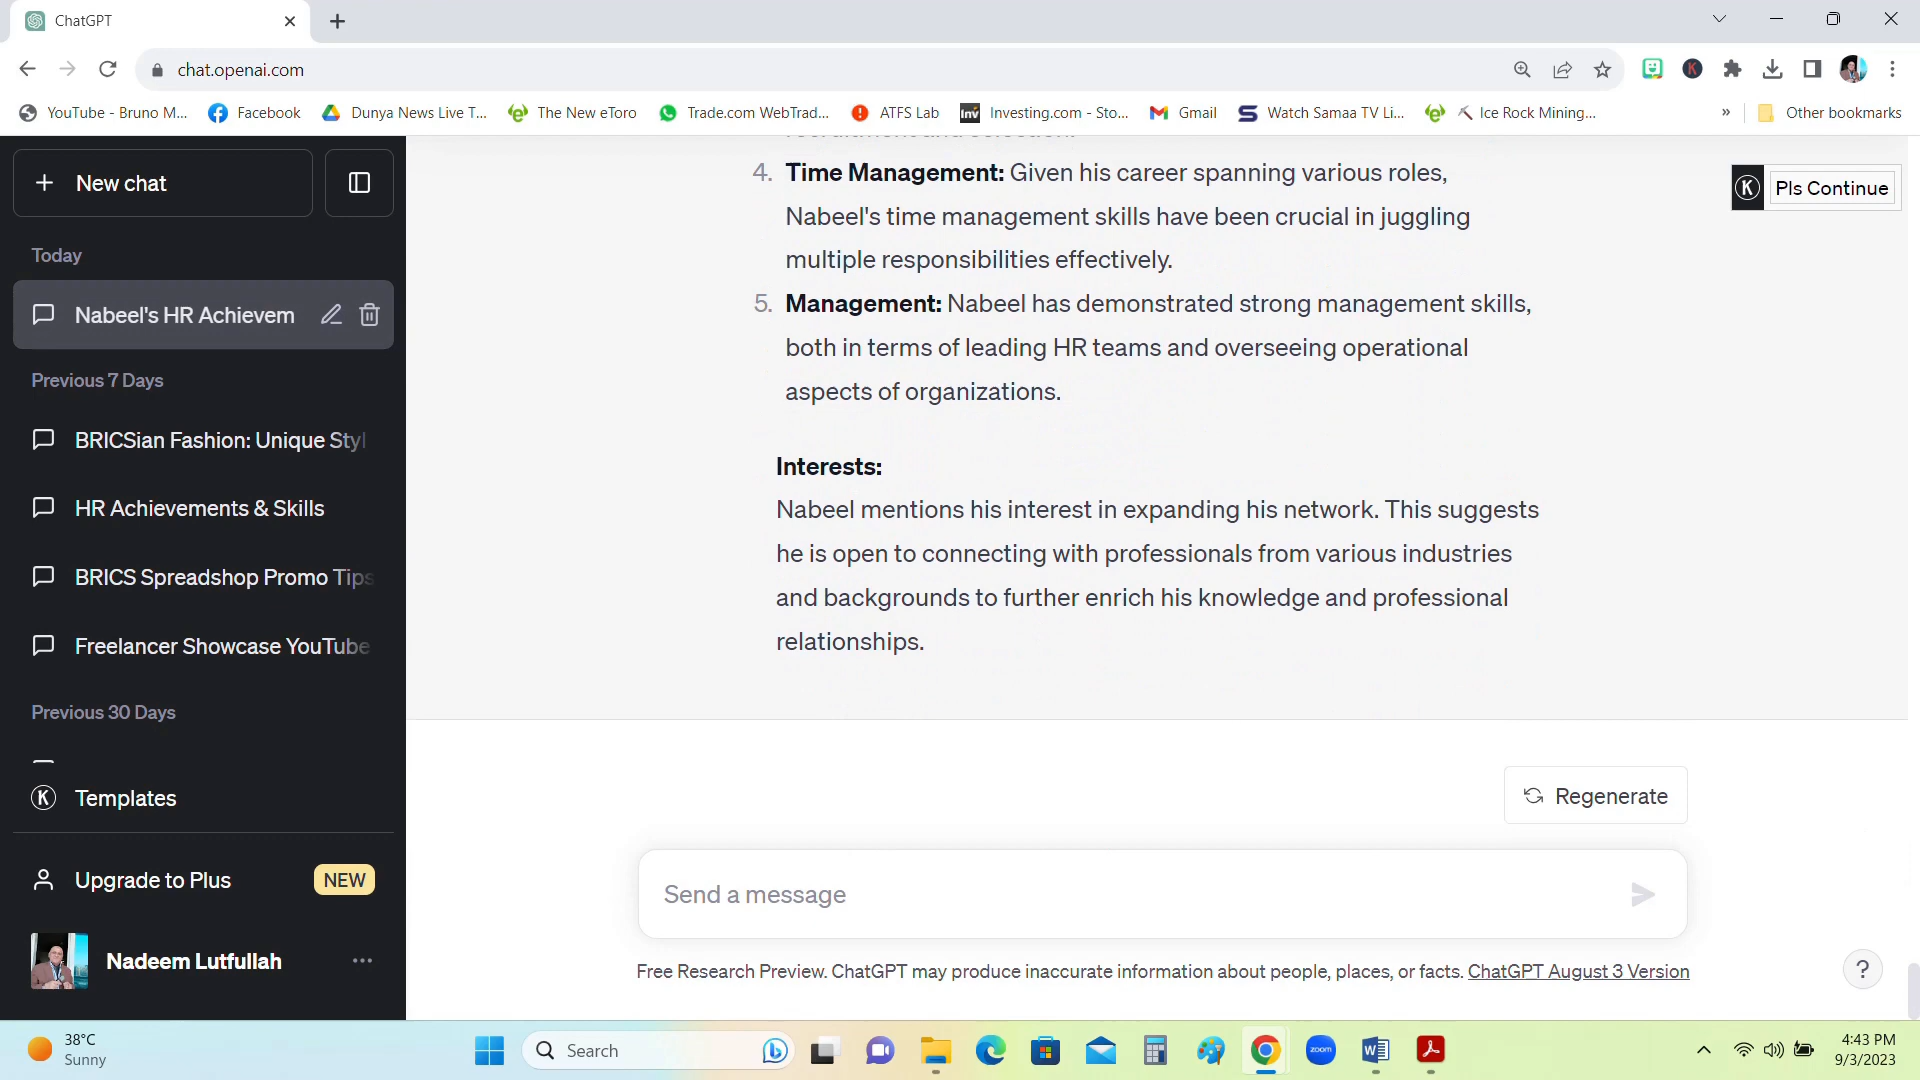 ChatGPT
chat.openai.com
YouTube - Bruno M...
Facebook
Dunya News Live T...
The New eToro
Trade.com WebTrad...
ATFS Lab
Inv
Investing.com - Sto...
Gmail
Watch Samaa TV Li...
Ice Rock Mining...
»
Other bookmarks
New chat
Today
Nabeel's HR Achievem
Previous 7 Days
BRICSian Fashion: Unique Styl
HR Achievements & Skills
BRICS Spreadshop Promo Tips
Freelancer Showcase YouTube
Previous 30 Days
K Templates
Upgrade to Plus NEW
Nadeem Lutfullah
4. Time Management: Given his career spanning various roles,
Nabeel's time management skills have been crucial in juggling
multiple responsibilities effectively.
5. Management: Nabeel has demonstrated strong management skills,
both in terms of leading HR teams and overseeing operational
aspects of organizations.
Interests:
Nabeel mentions his interest in expanding his network. This suggests
he is open to connecting with professionals from various industries
and backgrounds to further enrich his knowledge and professional
relationships.
K Pls Continue
Regenerate
Send a message
Free Research Preview. ChatGPT may produce inaccurate information about people, places, or facts. ChatGPT August 3 Version
?
38°C
Sunny
Search
zoom
4:43 PM
9/3/2023